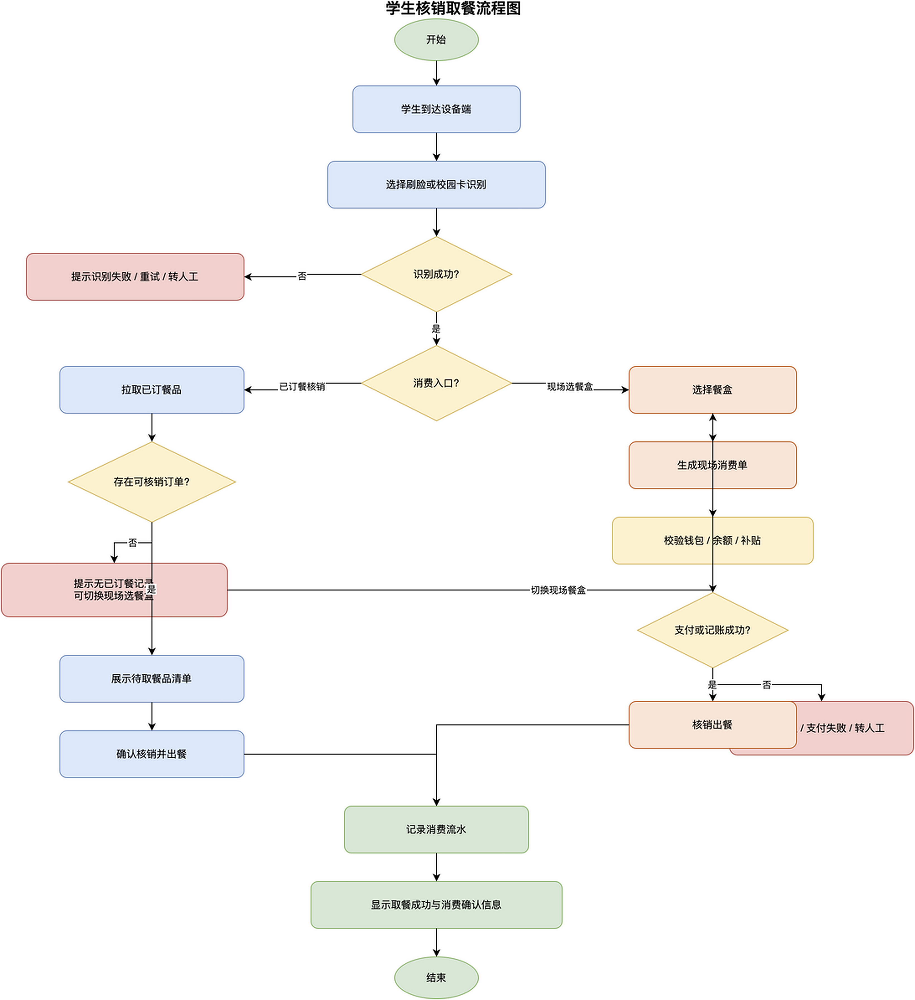 学生核销取餐流程图
开始
学生到达设备端
选择刷脸或校园卡识别
识别成功?
否
提示识别失败 / 重试 / 转人工
是
消费入口?
已订餐核销
现场选餐盒
拉取已订餐品
选择餐盒
生成现场消费单
存在可核销订单?
校验钱包 / 余额 / 补贴
否
提示无已订餐记录
可切换现场选餐盒
是
切换现场餐盒
支付或记账成功?
展示待取餐品清单
是
否
核销出餐
/ 支付失败 / 转人工
确认核销并出餐
记录消费流水
显示取餐成功与消费确认信息
结束